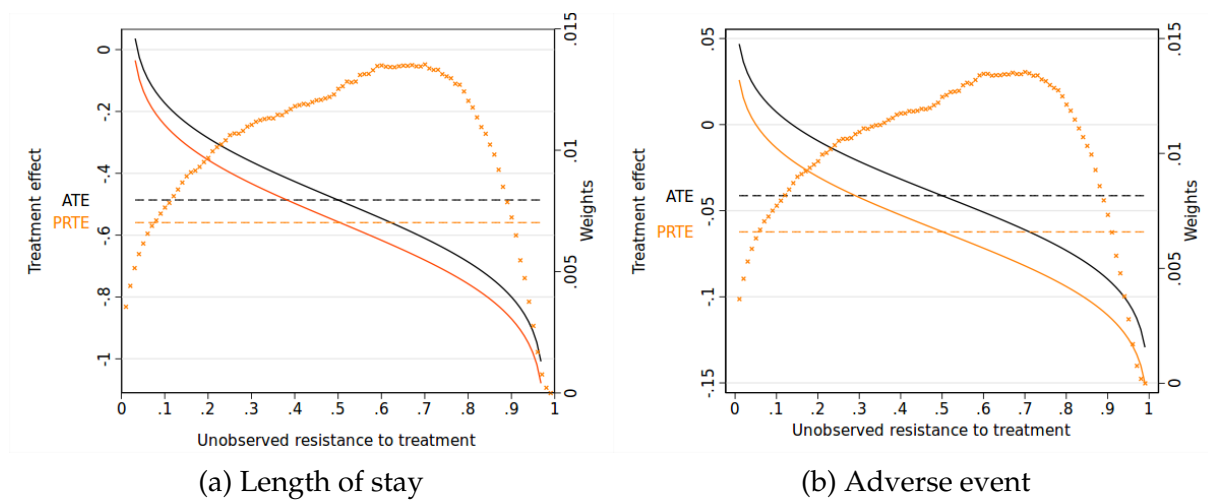 0
-.2
-.4
-.6
-.8
-1
Treatment effect
ATE
PRTE
.015
.01
.005
0
Weights
0 .1 .2 .3 .4 .5 .6 .7 .8 .9 1
Unobserved resistance to treatment
(a) Length of stay
.05
0
-.05
-.1
-.15
Treatment effect
ATE
PRTE
.015
.01
.005
0
Weights
0 .1 .2 .3 .4 .5 .6 .7 .8 .9 1
Unobserved resistance to treatment
(b) Adverse event